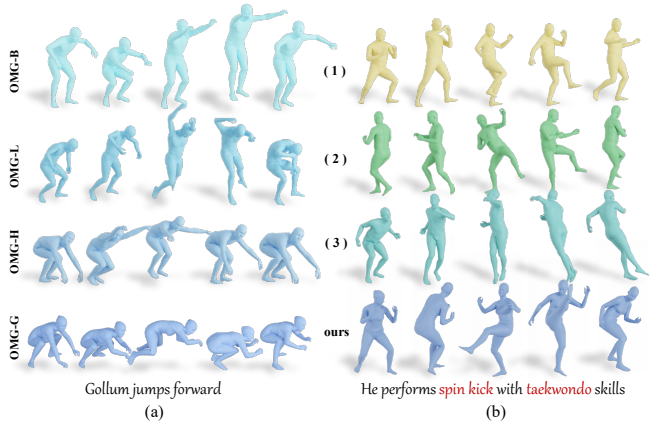 OMG-B
OMG-L
OMG-H
OMG-G
Gollum jumps forward
(a)
( 1 )
( 2 )
( 3 )
ours
He performs spin kick with taekwondo skills
(b)